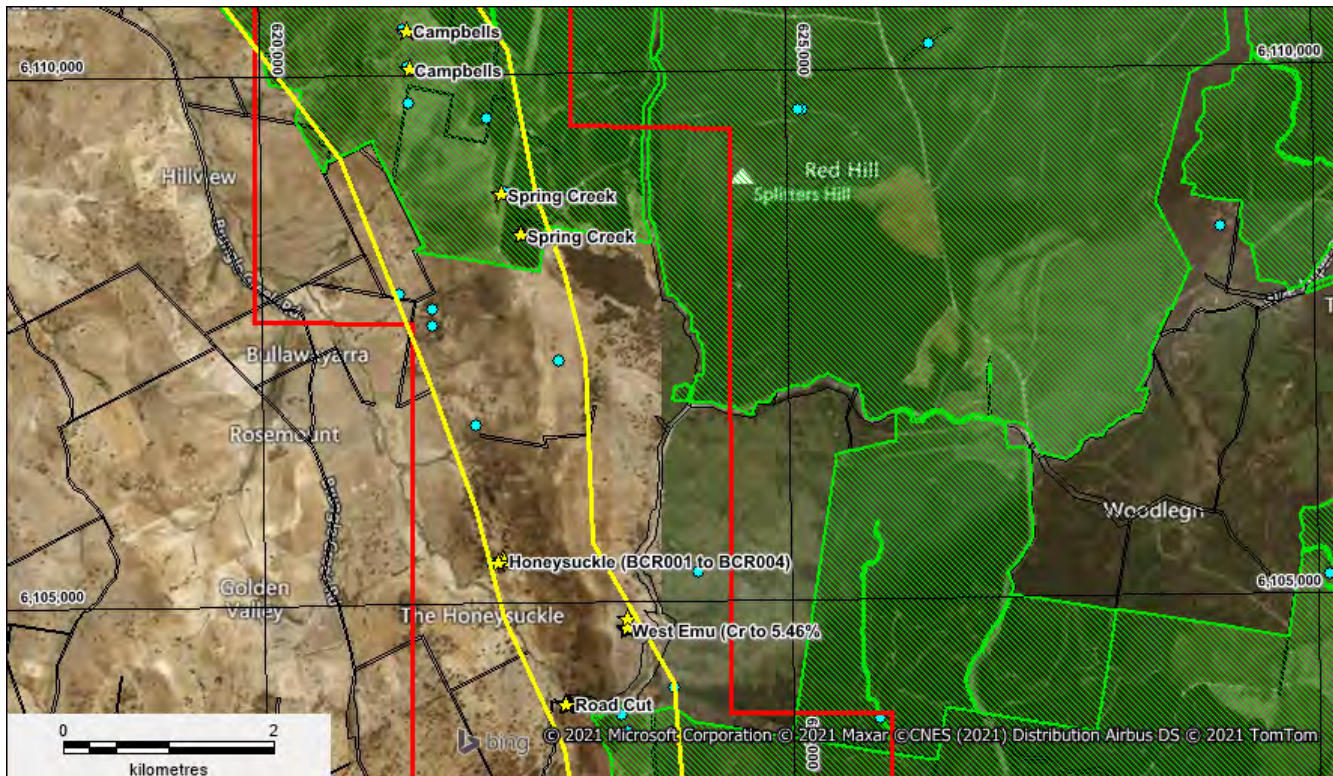 620,000
625,000
Campbells
6,110,000
6,110,000
Campbells
Hillview
Red Hill
Splitters Hill
Spring Creek
Spring Creek
Bullawayarra
Rosemount
Woodlegn
Honeysuckle (BCR001 to BCR004)
6,105,000
6,105,000
Golden
Valley
The Honeysuckle
West Emu (Cr to 5.46%
Road Cut
0 2
kilometres
bing
© 2021 Microsoft Corporation © 2021 Maxar ©CNES (2021) Distribution Airbus DS © 2021 TomTom